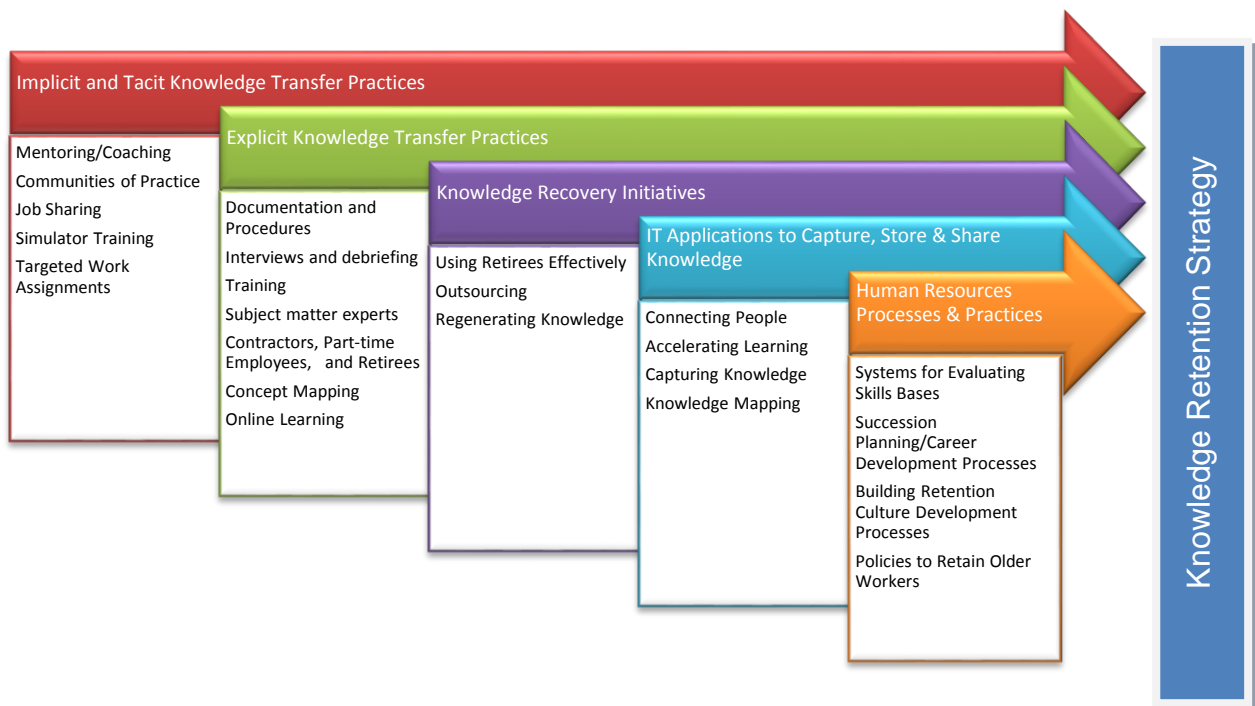 Implicit and Tacit Knowledge Transfer Practices
Mentoring/Coaching
Communities of Practice
Job Sharing
Simulator Training
Targeted Work
Assignments
Explicit Knowledge Transfer Practices
Documentation and
Procedures
Interviews and debriefing
Training
Subject matter experts
Contractors, Part-time
Employees, and Retirees
Concept Mapping
Online Learning
Knowledge Recovery Initiatives
Using Retirees Effectively
Outsourcing
Regenerating Knowledge
IT Applications to Capture, Store & Share
Knowledge
Connecting People
Accelerating Learning
Capturing Knowledge
Knowledge Mapping
Human Resources
Processes & Practices
Systems for Evaluating
Skills Bases
Succession
Planning/Career
Development Processes
Building Retention
Culture Development
Processes
Policies to Retain Older
Workers
Knowledge Retention Strategy